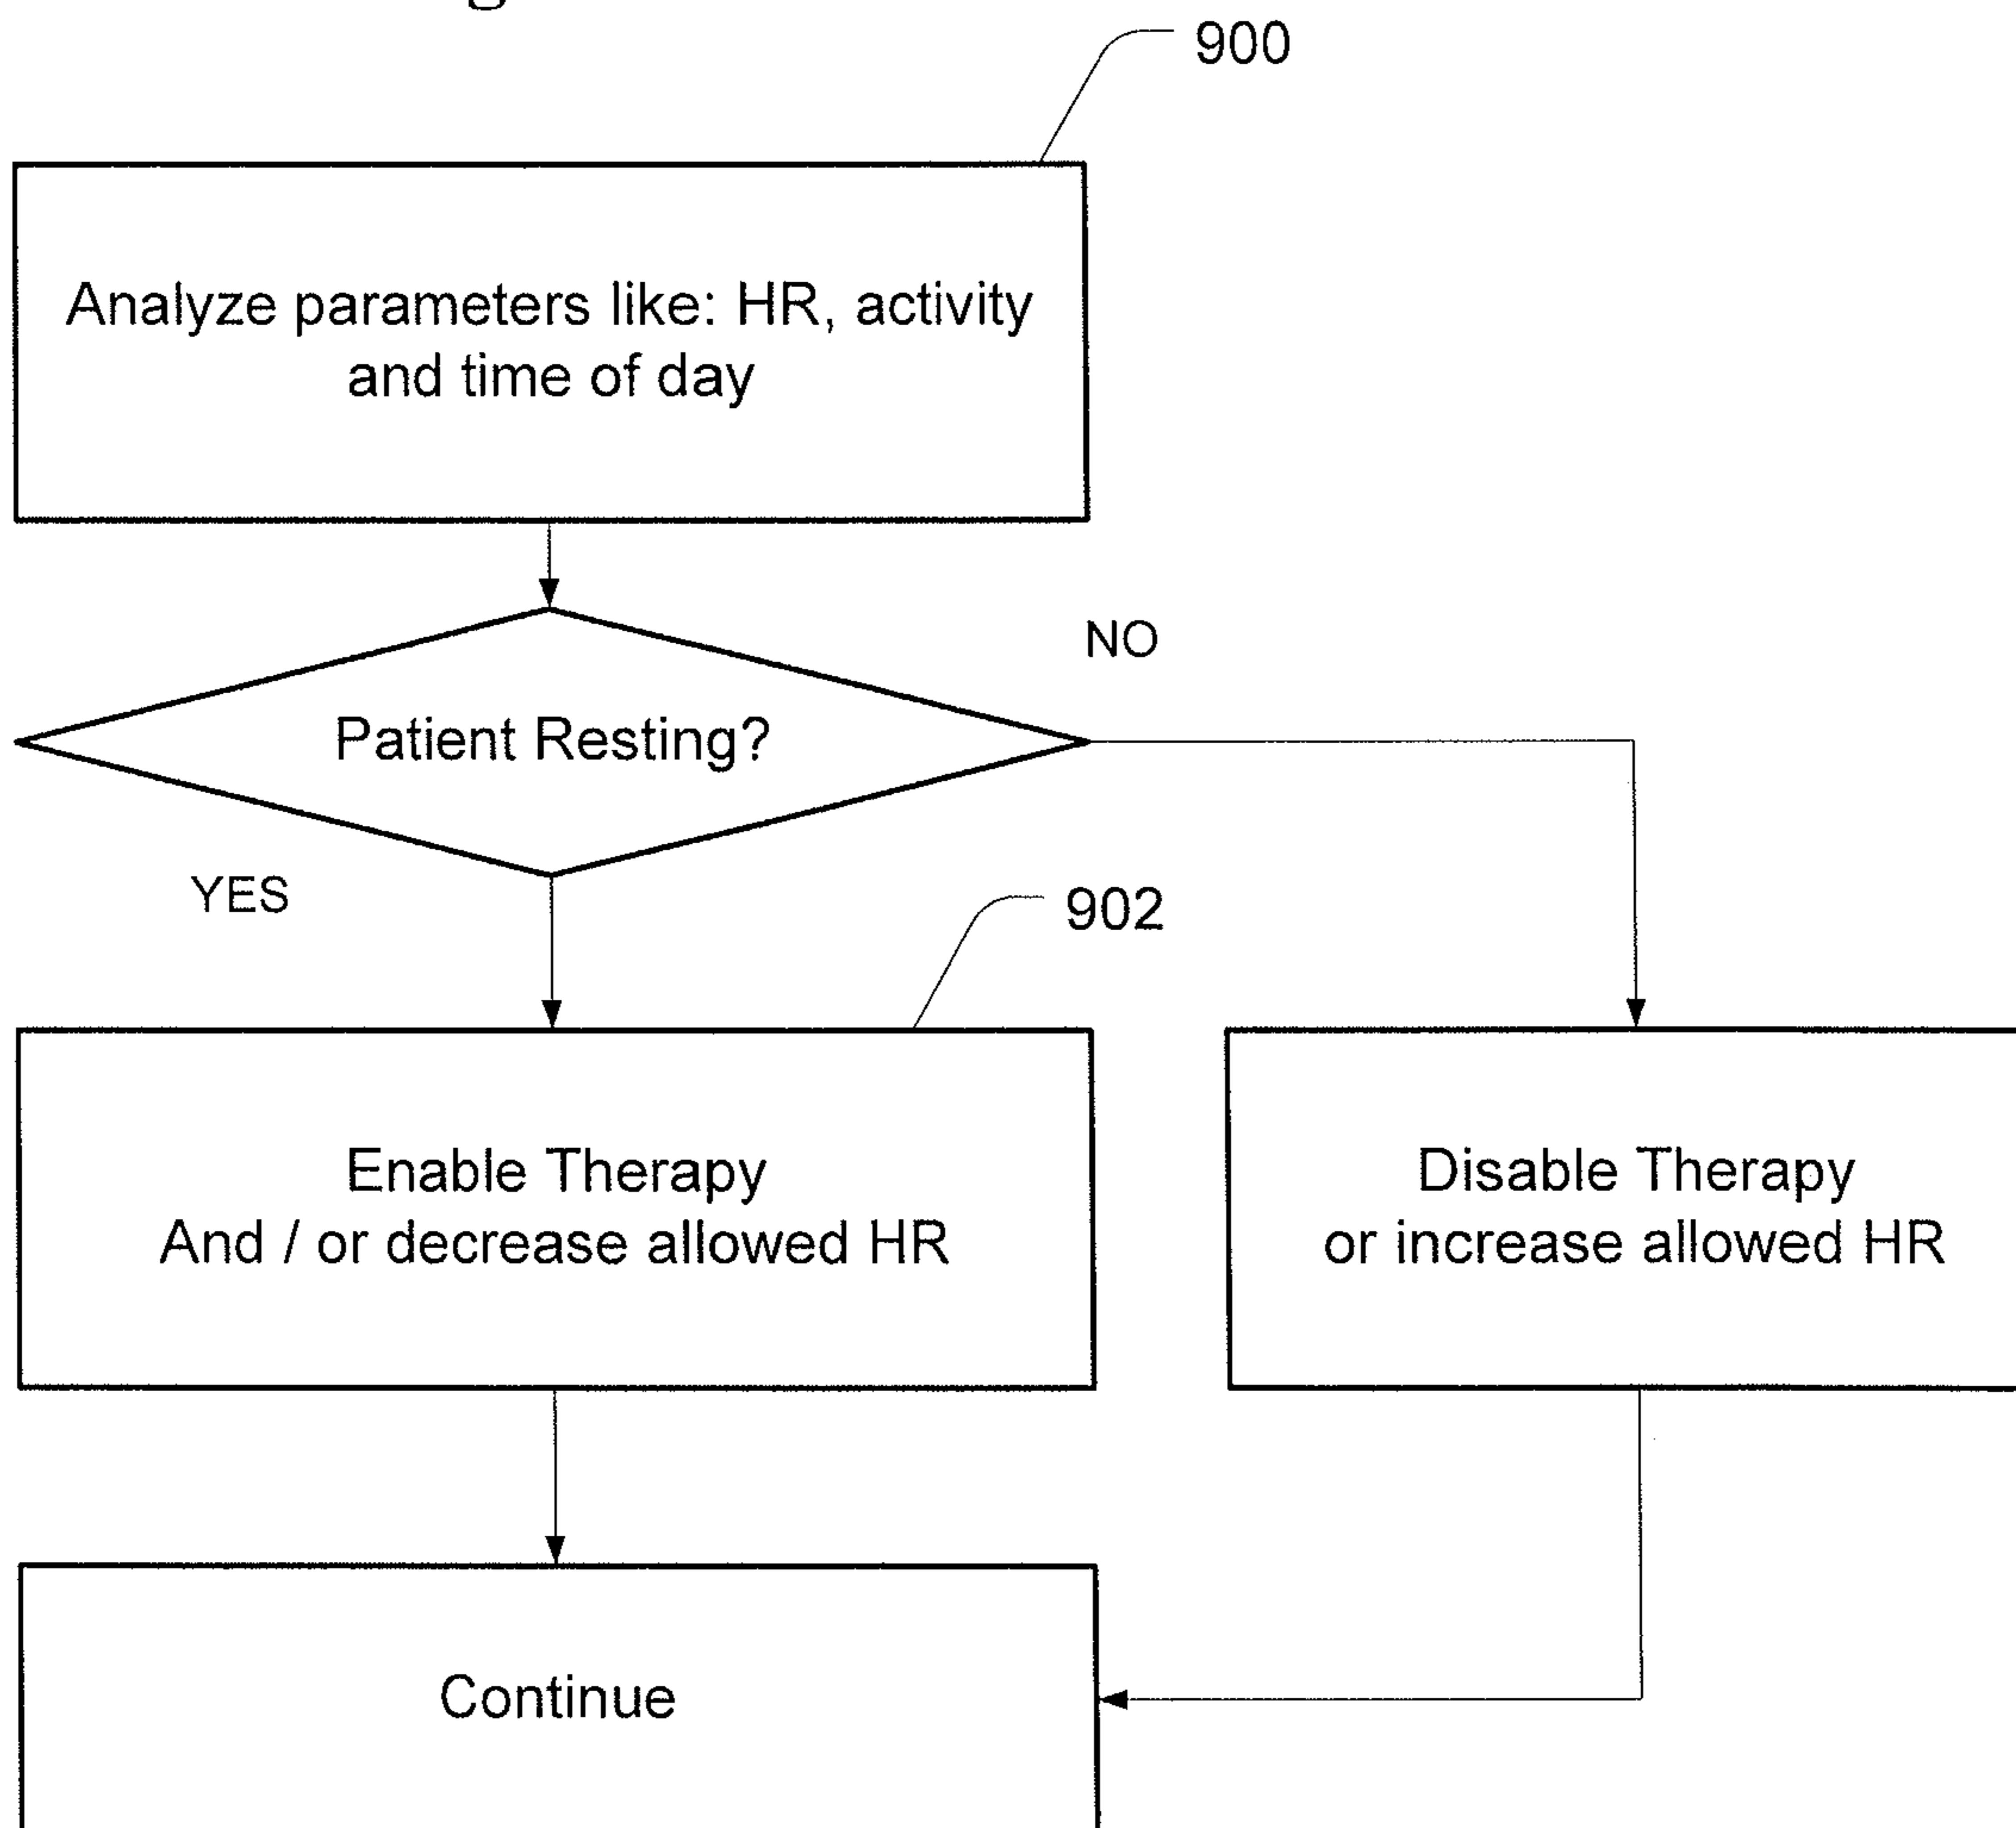 900
Analyze parameters like: HR, activity
and time of day
NO
Patient Resting?
YES
902
Enable Therapy
And / or decrease allowed HR
Disable Therapy
or increase allowed HR
Continue